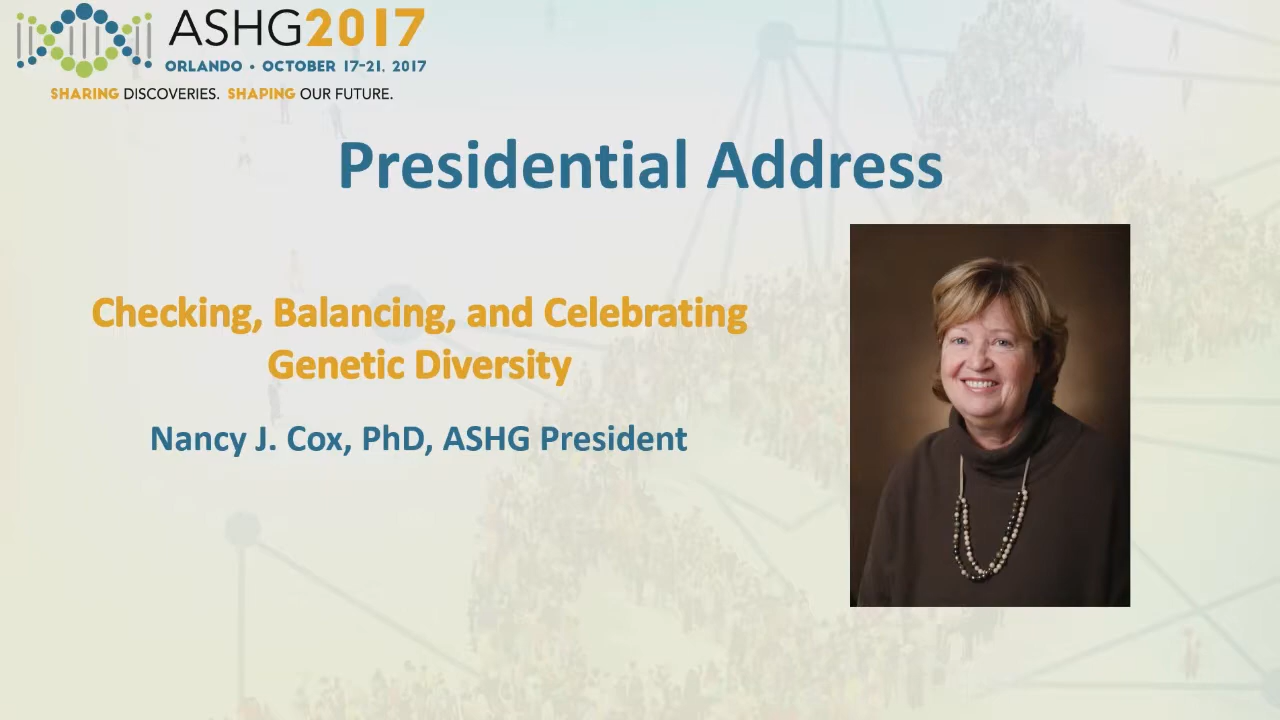 ASHG2017
ORLANDO • OCTOBER 17-21, 2017
SHARING DISCOVERIES. SHAPING OUR FUTURE.
Presidential Address
Checking, Balancing, and Celebrating
Genetic Diversity
Nancy J. Cox, PhD, ASHG President